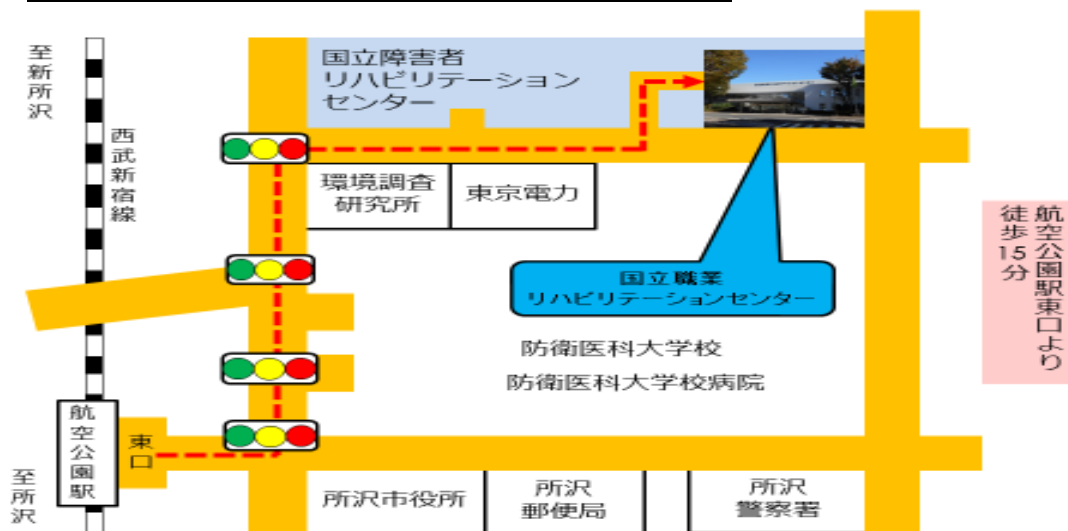 至新所沢
西武新宿線
国立障害者
リハビリテーション
センター
環境調査
研究所
東京電力
国立職業
リハビリテーションセンター
航空公園駅東口より
徒歩15分
防衛医科大学校
防衛医科大学校病院
航空公園駅
東口
至所沢
所沢市役所
所沢
郵便局
所沢
警察署